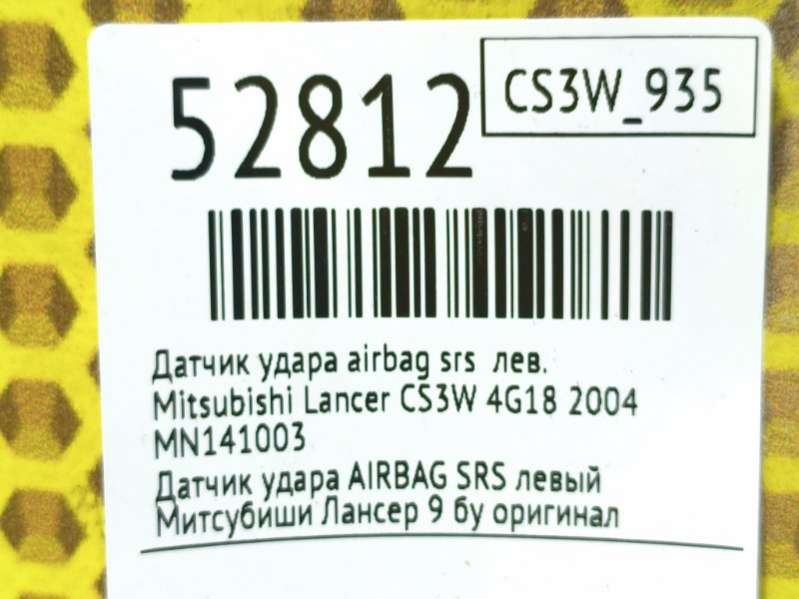 52812
CS3W_935
Датчик удара airbag srs лев.
Mitsubishi Lancer CS3W 4G18 2004
MN141003
Датчик удара AIRBAG SRS левый
Митсубиши Лансер 9 бу оригинал